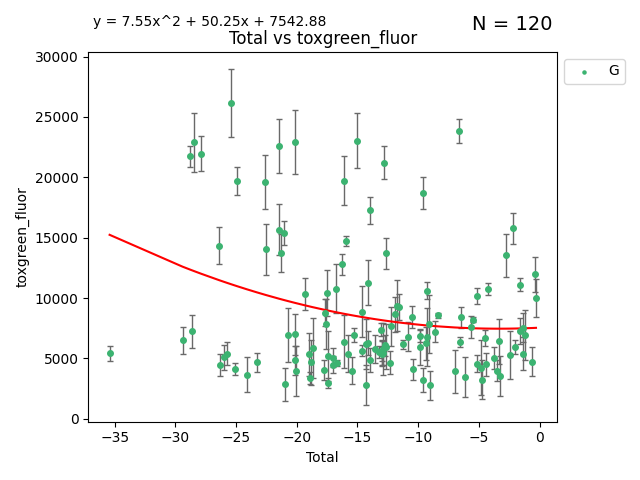 y = 7.55x^2 + 50.25x + 7542.88
N = 120
Total vs toxgreen_fluor
G
30000
25000
20000
15000
10000
5000
0
toxgreen_fluor
−35
−30
−25
−20
−15
−10
−5
0
Total